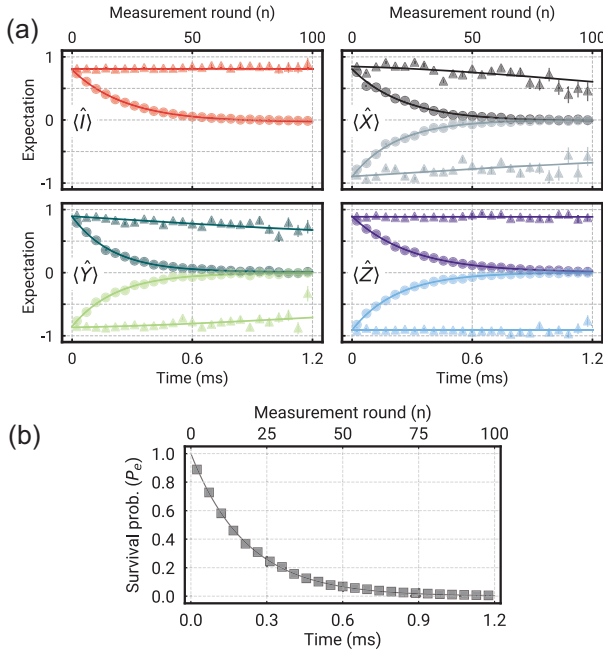 (a)
Measurement round (n)
Measurement round (n)
0 50 100
0 50 100
Expectation
1
0
-1
⟨Î⟩
⟨X̂⟩
Expectation
1
0
-1
⟨Ŷ⟩
⟨Ẑ⟩
0 0.6 1.2
0 0.6 1.2
Time (ms)
Time (ms)
(b)
Measurement round (n)
0 25 50 75 100
Survival prob. (Pₑ)
1.0
0.8
0.6
0.4
0.2
0.0
0.0 0.3 0.6 0.9 1.2
Time (ms)